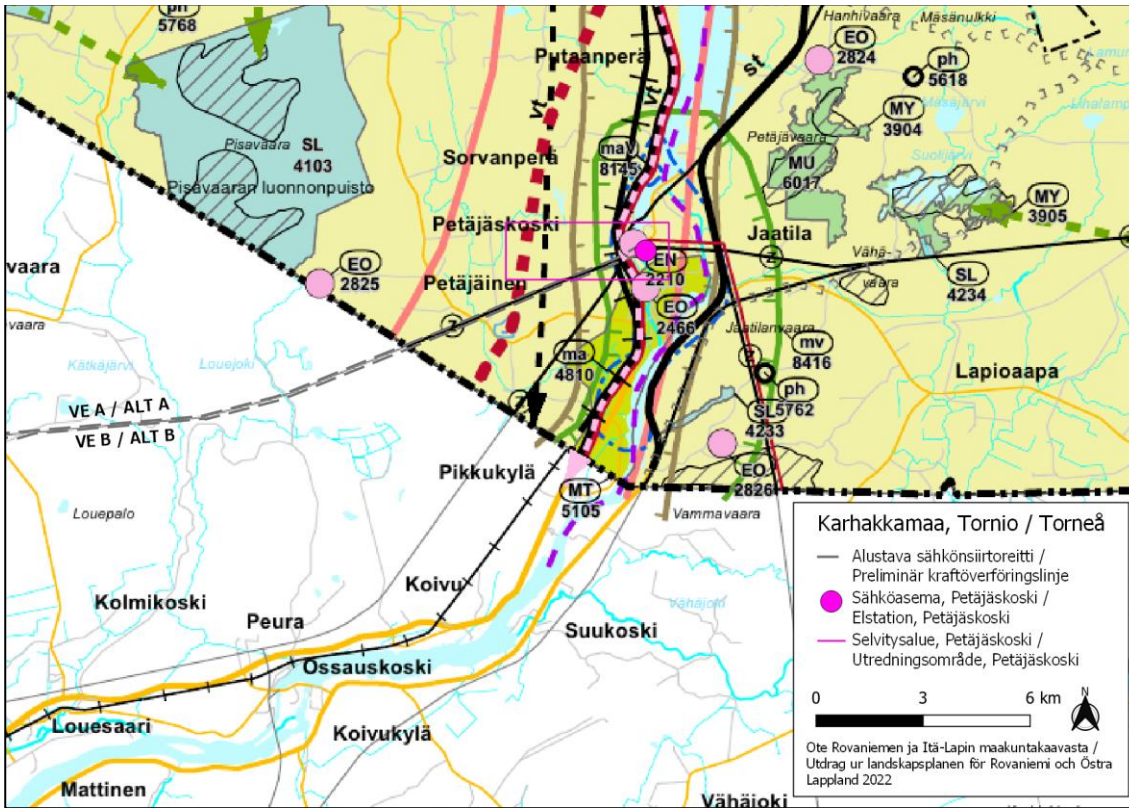 ph
5768
Putaanperä
vt
vt
st
Hanhivaara
Mäsänulkki
EO
2824
ph
5618
MY
3904
Mäsäjärvi
Petäjävaara
Suolijärvi
MU
6017
MY
3905
Pisavaara
SL
4103
Pisavaaran luonnonpuisto
Sorvanperä
maV
8145
Petäjäskoski
Jaatila
z
EN
2210
Vähä-
vaara
SL
4234
vaara
EO
2825
Petäjäinen
EO
2466
Jaatilanvaara
mv
8416
vaara
z
Kätkäjärvi
Louejoki
ma
4810
z
ph
5762
Lapioaapa
z
SL
4233
VE A / ALT A
VE B / ALT B
EO
2826
Pikkukylä
MT
5105
Vammavaara
Louepalo
Koivu
Kolmikoski
Peura
Vähäjoki
Suukoski
Ossauskoski
Louesaari
Koivukylä
Mattinen
Vähäjoki
Karhakkamaa, Tornio / Torneå
Alustava sähkönsiirtoreitti /
Preliminär kraftöverföringslinje
Sähköasema, Petäjäskoski /
Elstation, Petäjäskoski
Selvitysalue, Petäjäskoski /
Utredningsområde, Petäjäskoski
0 3 6 km
N
Ote Rovaniemen ja Itä-Lapin maakuntakaavasta /
Utdrag ur landskapsplanen för Rovaniemi och Östra
Lappland 2022